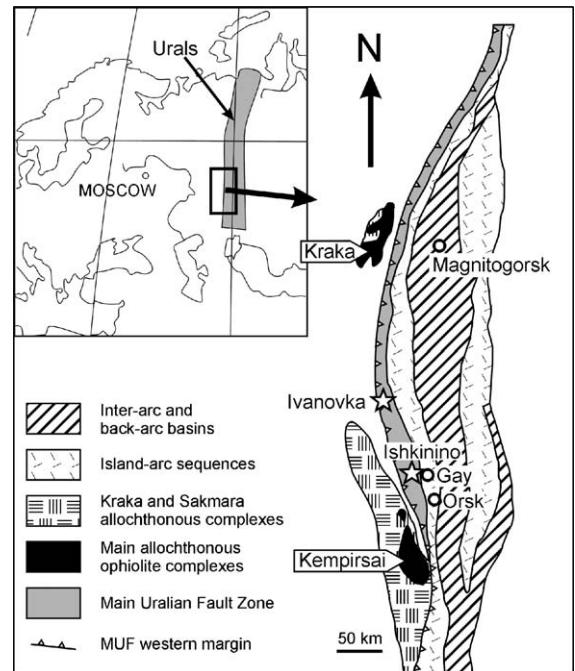 Urals
MOSCOW
N
Kraka
Magnitogorsk
Ivanovka
Ishkinino
Gay
Orsk
Kempirsai
Inter-arc and
back-arc basins
Island-arc sequences
Kraka and Sakmara
allochthonous complexes
Main allochthonous
ophiolite complexes
Main Uralian Fault Zone
MUF western margin
50 km